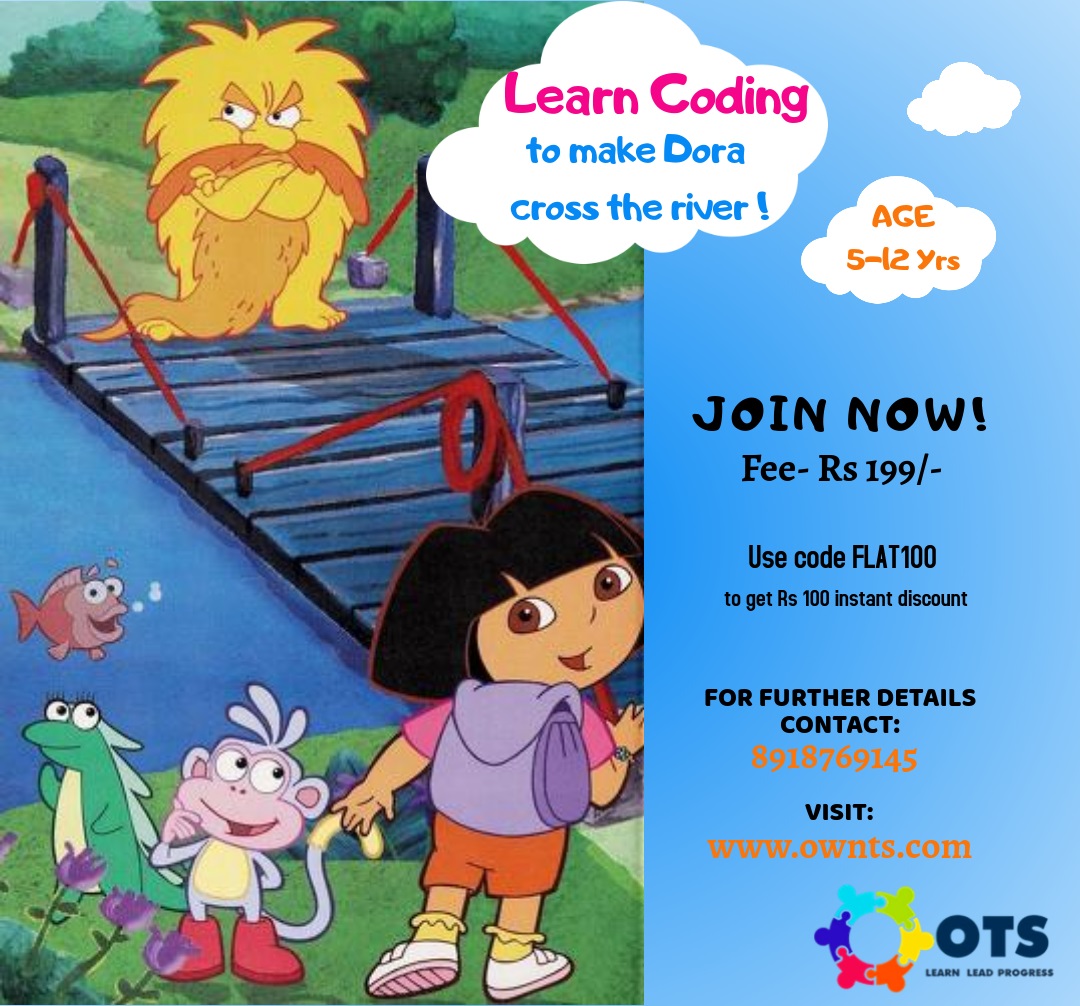 Learn Coding
to make Dora
cross the river !
AGE
5-12 Yrs
JOIN NOW!
Fee- Rs 199/-
Use code FLAT100
to get Rs 100 instant discount
FOR FURTHER DETAILS
CONTACT:
8918769145
VISIT:
www.ownts.com
OTS
LEARN LEAD PROGRESS